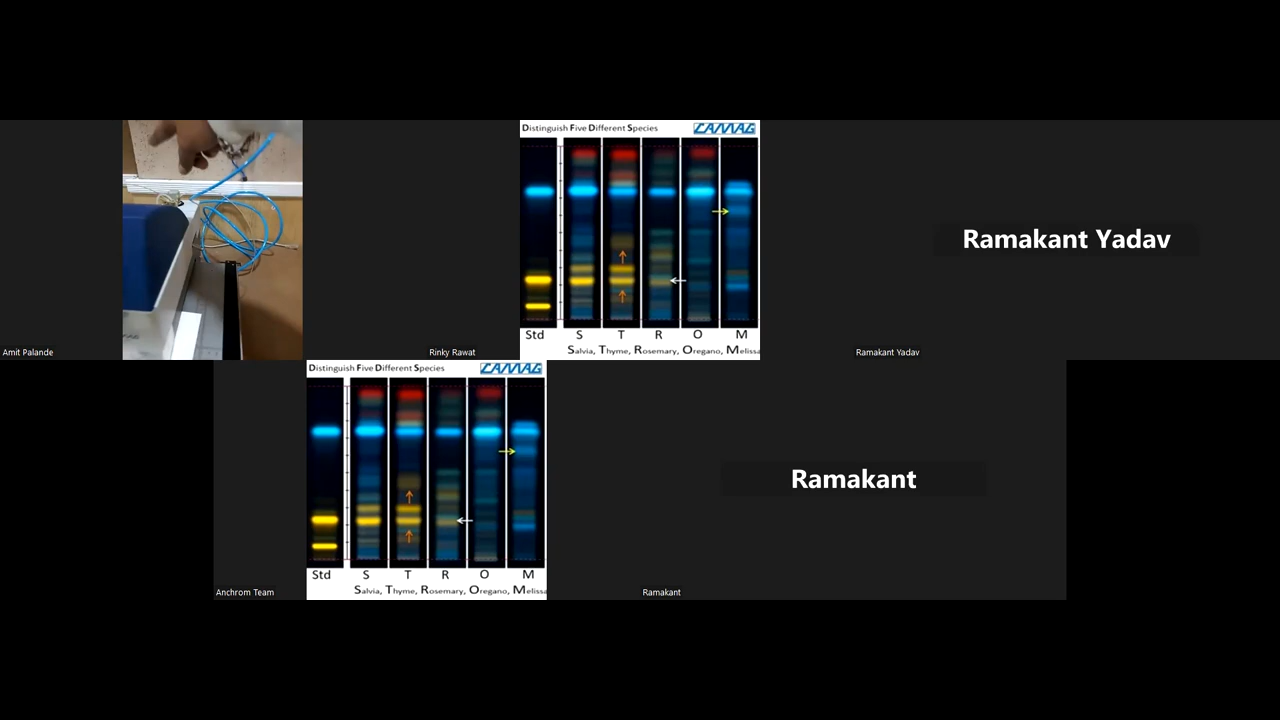 Distinguish Five Different Species CAMAG
Std S T R O M
Salvia, Thyme, Rosemary, Oregano, Melissa
Ramakant Yadav
Amit Palande
Rinky Rawat
Ramakant Yadav
Distinguish Five Different Species CAMAG
Std S T R O M
Salvia, Thyme, Rosemary, Oregano, Melissa
Ramakant
Anchrom Team
Ramakant